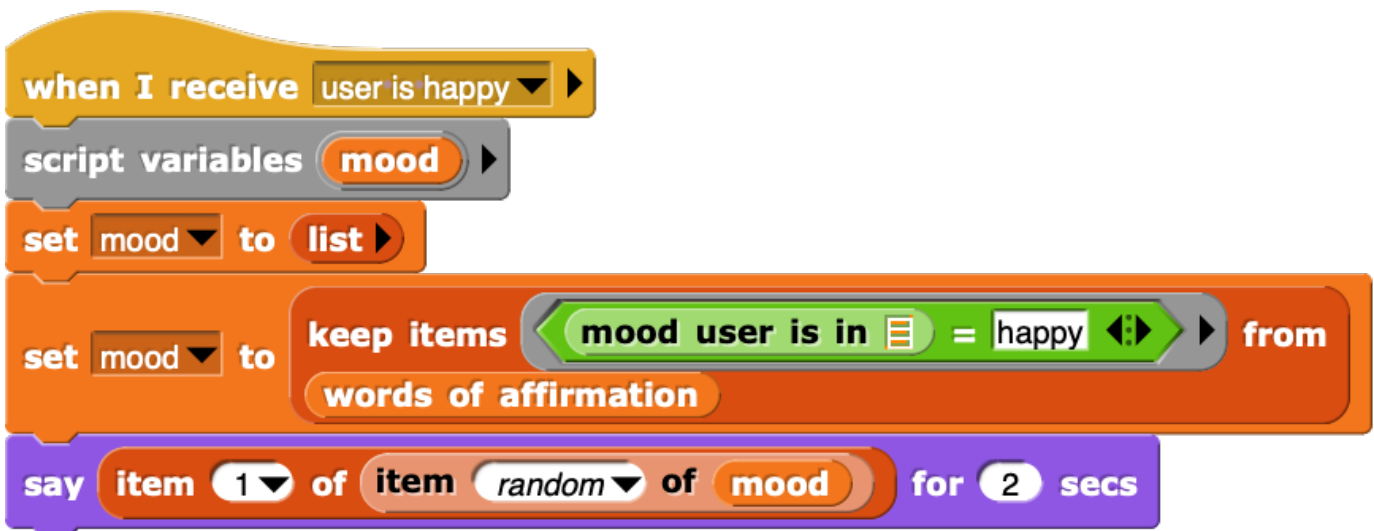 when I receive user is happy
script variables mood
set mood to list
set mood to keep items mood user is in = happy from
words of affirmation
say item 1 of item random of mood for 2 secs